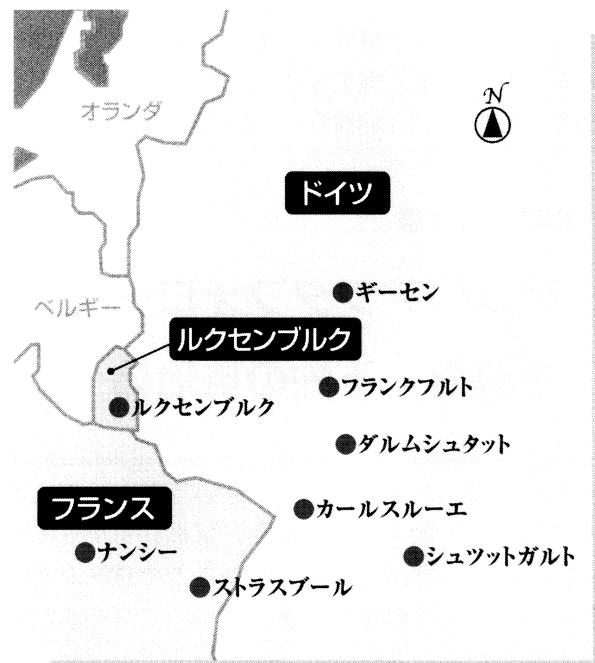 オランダ
N
ドイツ
ギーセン
ベルギー
ルクセンブルク
フランクフルト
ルクセンブルク
ダルムシュタット
フランス
カールスルーエ
ナンシー
シュツットガルト
ストラスブール